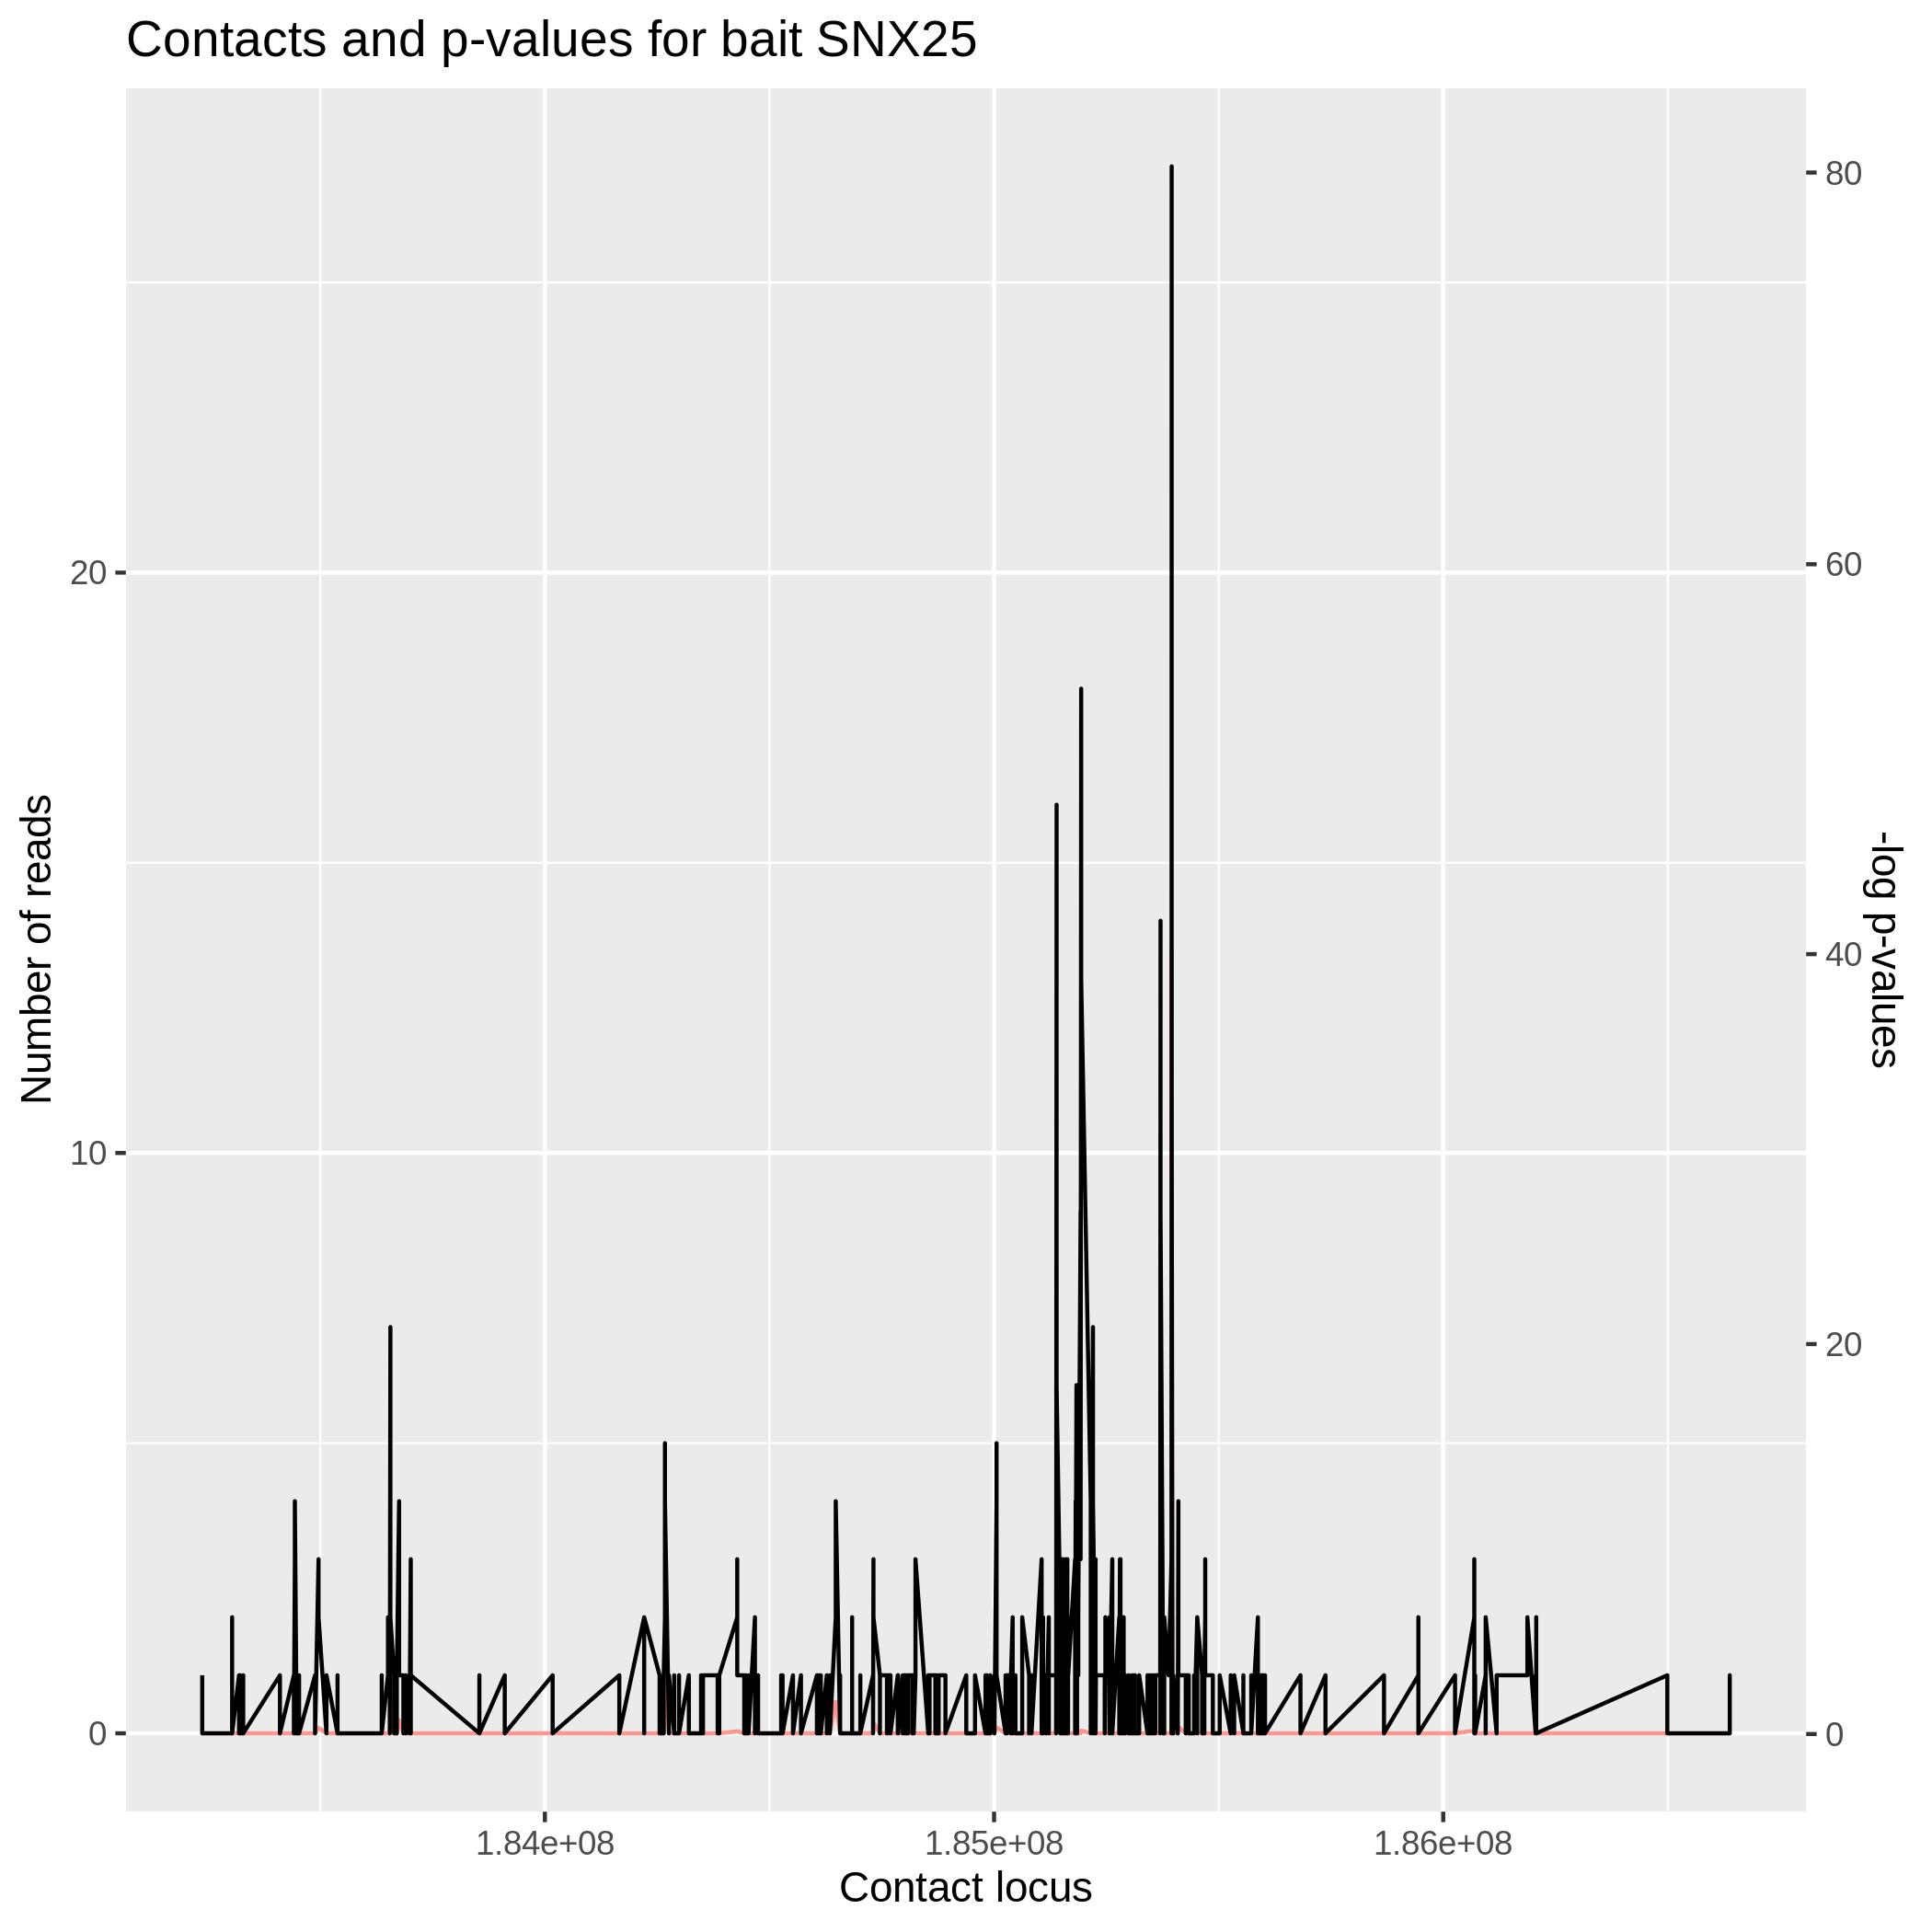 Contacts and p-values for bait SNX25
Number of reads
20
10
0
80
60
40
20
0
-log p-values
1.84e+08
1.85e+08
1.86e+08
Contact locus